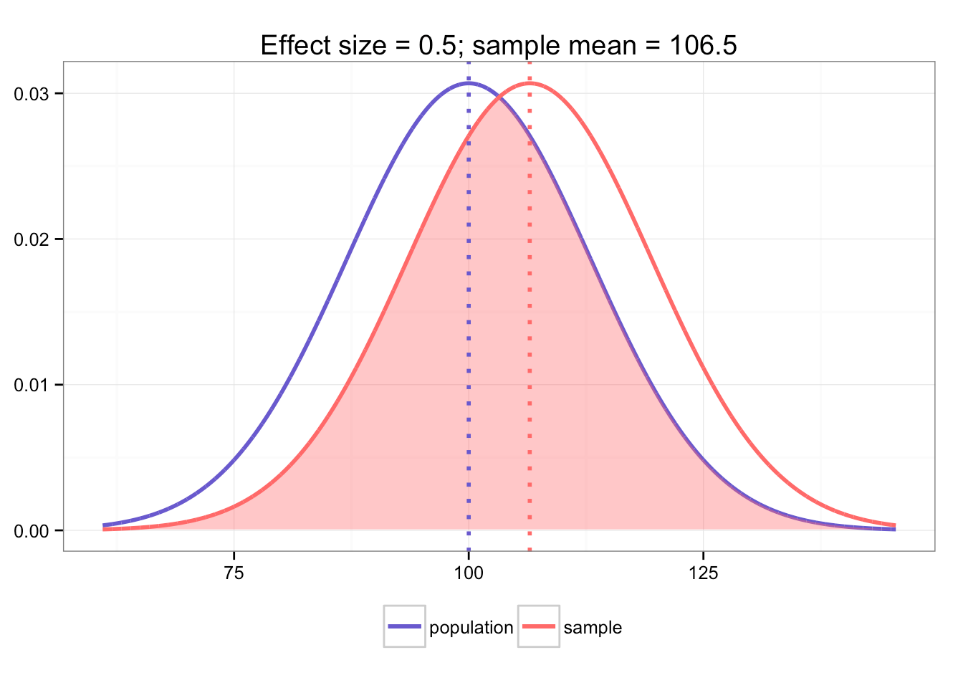 Effect size = 0.5; sample mean = 106.5
0.03
0.02
0.01
0.00
75 100 125
population sample